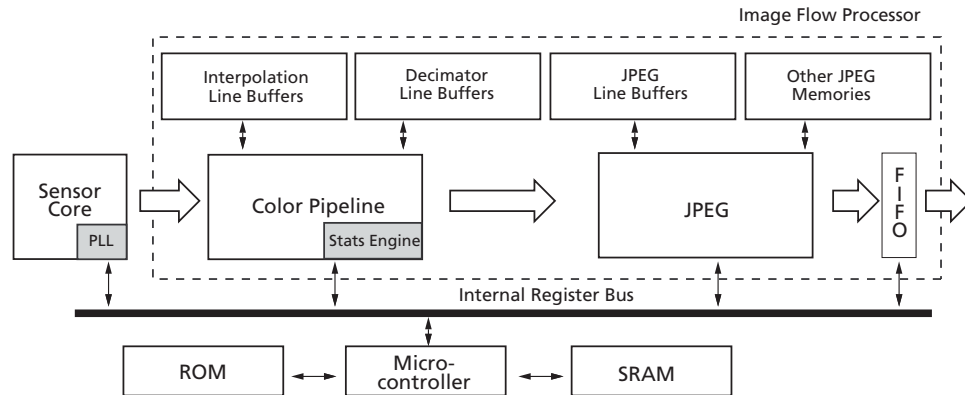 Image Flow Processor
Interpolation
Line Buffers
Decimator
Line Buffers
JPEG
Line Buffers
Other JPEG
Memories
Sensor
Core
PLL
Color Pipeline
Stats Engine
JPEG
F
I
F
O
Internal Register Bus
ROM
Micro-
controller
SRAM